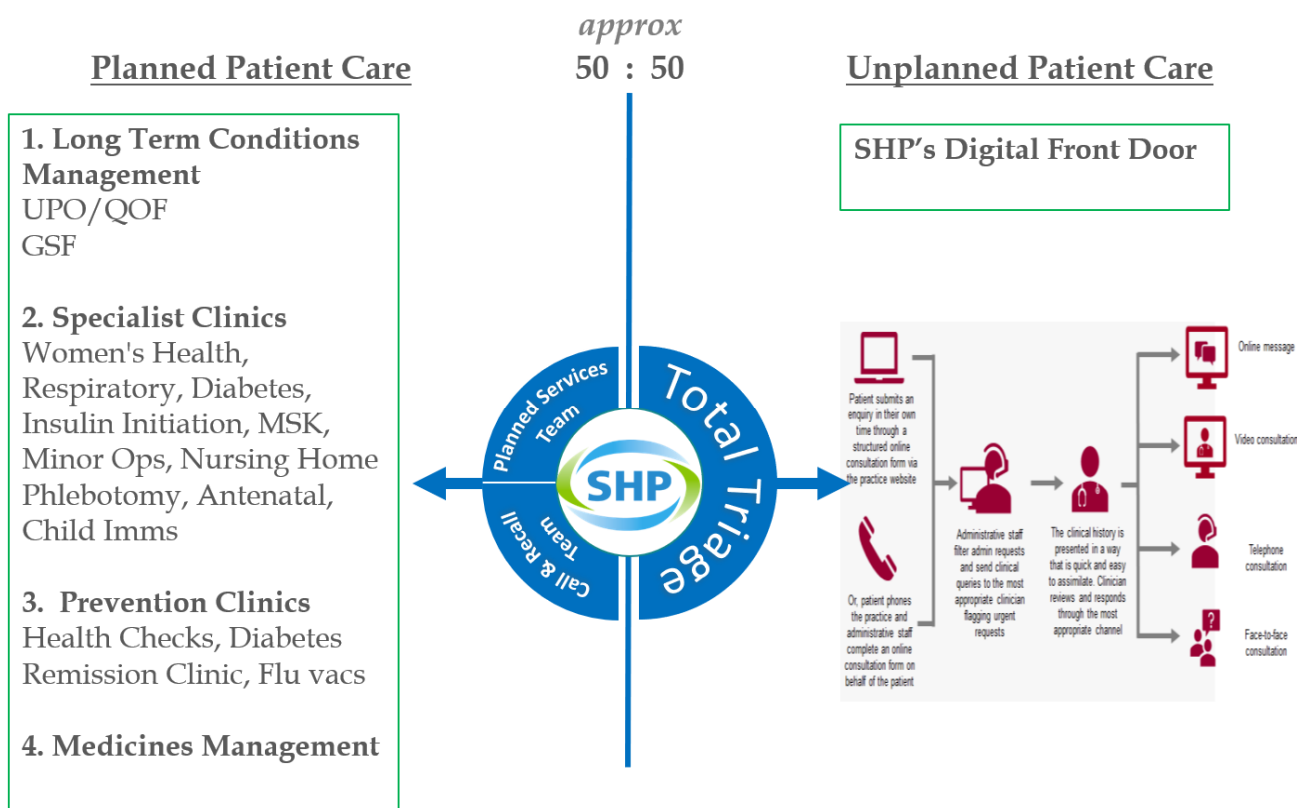 approx
50 : 50
Planned Patient Care
1. Long Term Conditions
Management
UPO/QOF
GSF
2. Specialist Clinics
Women's Health,
Respiratory, Diabetes,
Insulin Initiation, MSK,
Minor Ops, Nursing Home
Phlebotomy, Antenatal,
Child Imms
3. Prevention Clinics
Health Checks, Diabetes
Remission Clinic, Flu vacs
4. Medicines Management
Planned Services
Team
Call & Recall
Team
SHP
Total Triage
Unplanned Patient Care
SHP’s Digital Front Door
Patient submits an
enquiry in their own
time through a
structured online
consultation form via
the practice website
Or, patient phones
the practice and
administrative staff
complete an online
consultation form on
behalf of the patient
Administrative staff
filter admin requests
and send clinical
queries to the most
appropriate clinician
flagging urgent
requests
The clinical history is
presented in a way
that is quick and easy
to assimilate. Clinician
reviews and responds
through the most
appropriate channel
Online message
Video consultation
Telephone
consultation
?
Face-to-face
consultation